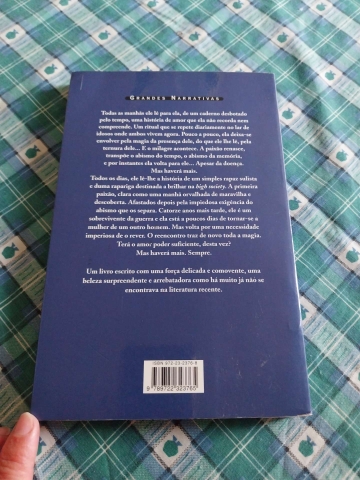 GRANDES NARRATIVAS
Todas as manhãs ele lê para ela, de um caderno desbotado
pelo tempo, uma história de amor que ela não recorda nem
compreende. Um ritual que se repete diariamente no lar de
idosos onde ambos vivem agora. Pouco a pouco, ela deixa-se
envolver pela magia da presença dele, do que ele lhe lê, pela
ternura dele... E o milagre acontece. A paixão renasce,
transpõe o abismo do tempo, o abismo da memória,
e por instantes ela volta para ele... Apesar da doença.
Mas haverá mais.
Todos os dias, ele lê-lhe a história de um simples rapaz sulista
e duma rapariga destinada a brilhar na high society. A primeira
paixão, clara como uma manhã orvalhada de maravilha e
descoberta. Afastados depois pela impiedosa exigência do
abismo que os separa. Catorze anos mais tarde, ele é um
sobrevivente da guerra e ela está a poucos dias de tornar-se a
mulher de um outro homem. Mas volta por uma necessidade
imperiosa de o rever. O reencontro traz de novo toda a magia.
Terá o amor poder suficiente, desta vez?
Mas haverá mais. Sempre.
Um livro escrito com uma força delicada e comovente, uma
beleza surpreendente e arrebatadora como há muito já não se
encontrava na literatura recente.
ISBN 972-23-2376-5
9 789722 323765